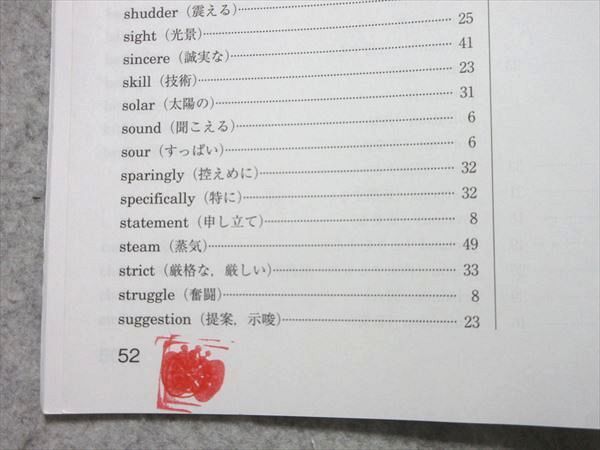 shudder（震える）
sight（光景） 25
sincere（誠実な） 41
skill（技術） 23
solar（太陽の） 31
sound（聞こえる） 6
sour（すっぱい） 6
sparingly（控えめに） 32
specifically（特に） 32
statement（申し立て） 8
steam（蒸気） 49
strict（厳格な，厳しい） 33
struggle（奮闘） 8
suggestion（提案，示唆） 23
52